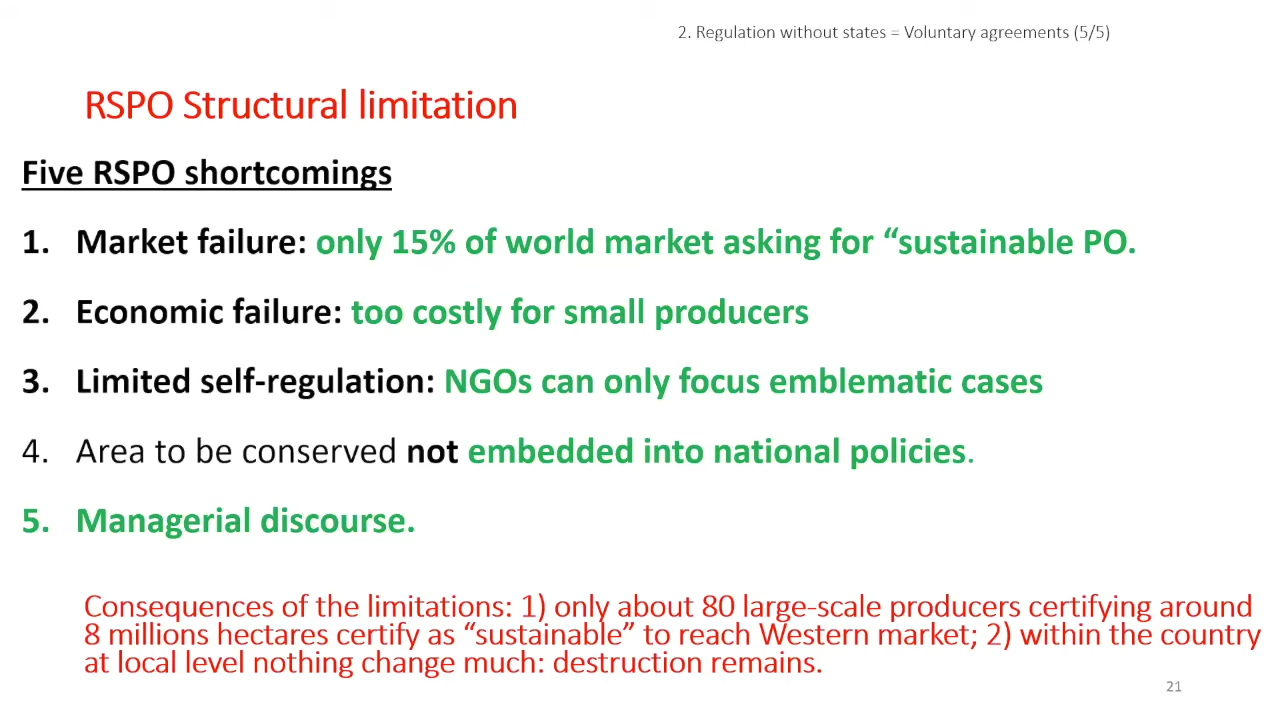 2. Regulation without states = Voluntary agreements (5/5)
RSPO Structural limitation
Five RSPO shortcomings
1. Market failure: only 15% of world market asking for “sustainable PO.
2. Economic failure: too costly for small producers
3. Limited self-regulation: NGOs can only focus emblematic cases
4. Area to be conserved not embedded into national policies.
5. Managerial discourse.
Consequences of the limitations: 1) only about 80 large-scale producers certifying around
8 millions hectares certify as “sustainable” to reach Western market; 2) within the country
at local level nothing change much: destruction remains.
21